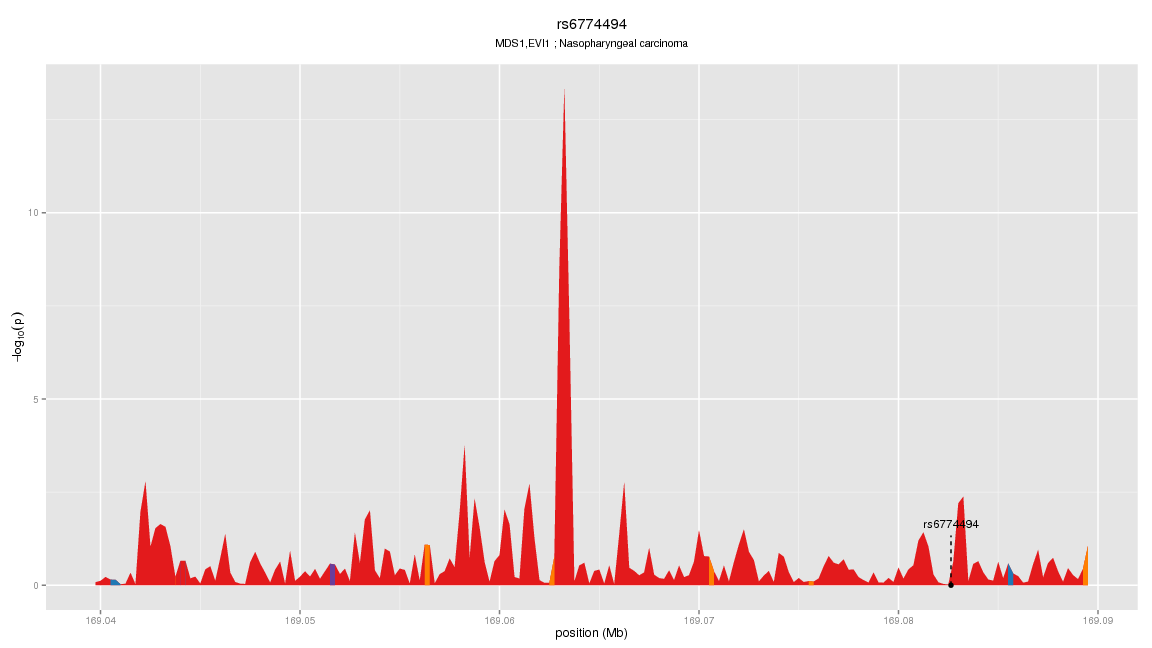 rs6774494
MDS1,EVI1 ; Nasopharyngeal carcinoma
10
5
0
−log10(p)
rs6774494
169.04 169.05 169.06 169.07 169.08 169.09
position (Mb)